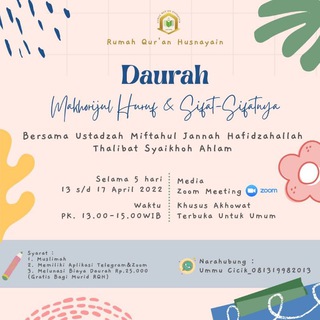 Rumah Qur'an Husnayain
Daurah
Makhorijul Huruf & Sifat-Sifatnya
Bersama Ustadzah Miftahul Jannah Hafidzahallah
Thalibat Syaikhoh Ahlam
Selama 5 hari
13 s/d 17 April 2022
Waktu
PK. 13.00-15.00WIB
Media
Zoom Meeting zoom
Khusus Akhowat
Terbuka Untuk Umum
Syarat :
1. Muslimah
2. Memiliki Aplikasi Telegram&Zoom
3. Melunasi Biaya Daurah Rp.25,000
(Gratis Bagi Murid RQH)
Narahubung :
Ummu Cicik_081319982013